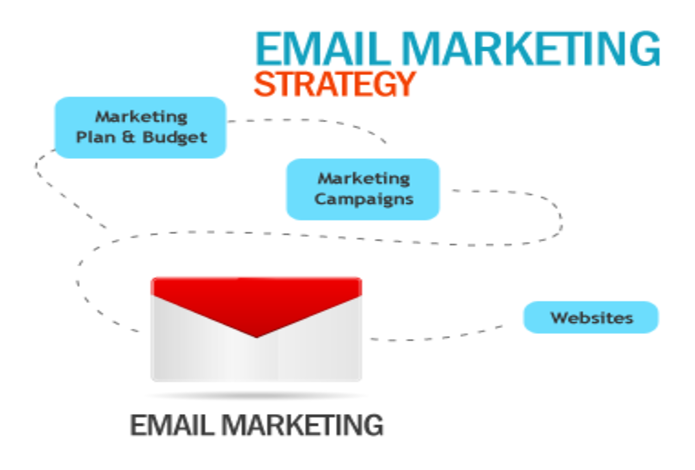 EMAIL MARKETING
STRATEGY
Marketing
Plan & Budget
Marketing
Campaigns
Websites
EMAIL MARKETING